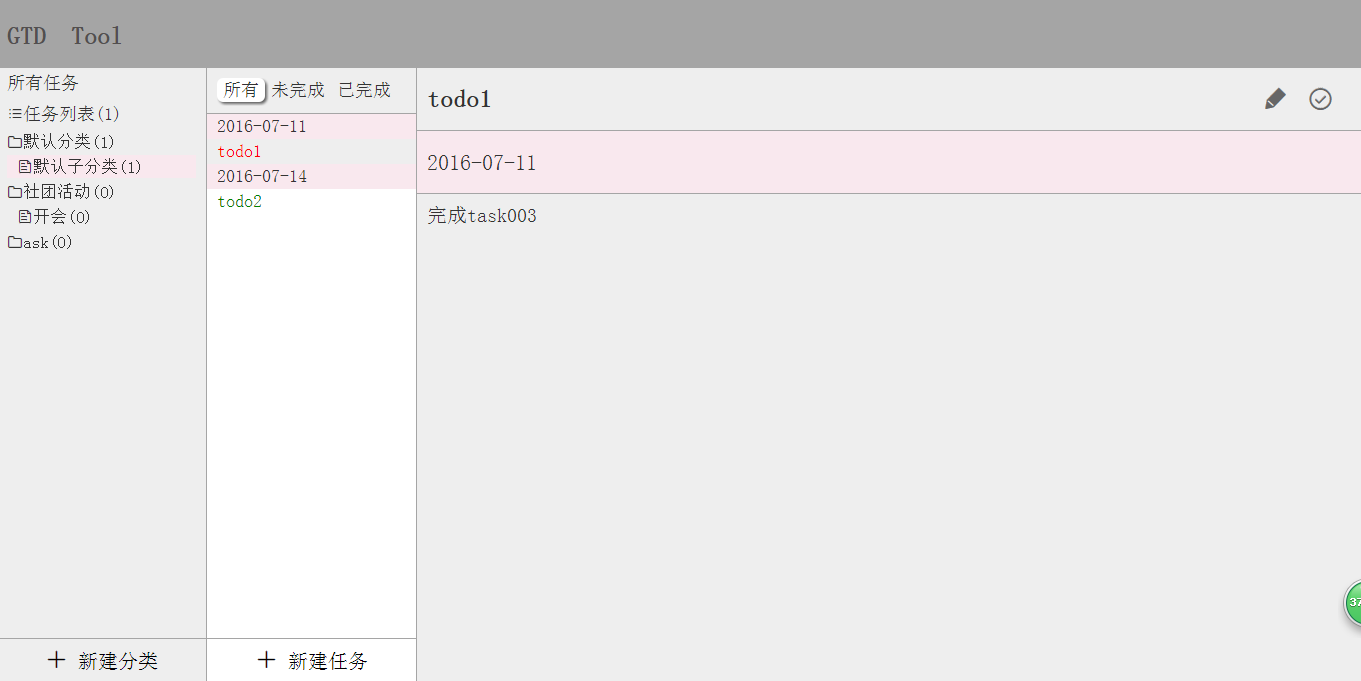 GTD Tool
所有任务
任务列表(1)
默认分类(1)
默认子分类(1)
社团活动(0)
开会(0)
ask(0)
新建分类
所有 未完成 已完成
2016-07-11
todo1
2016-07-14
todo2
新建任务
todo1
2016-07-11
完成task003
37